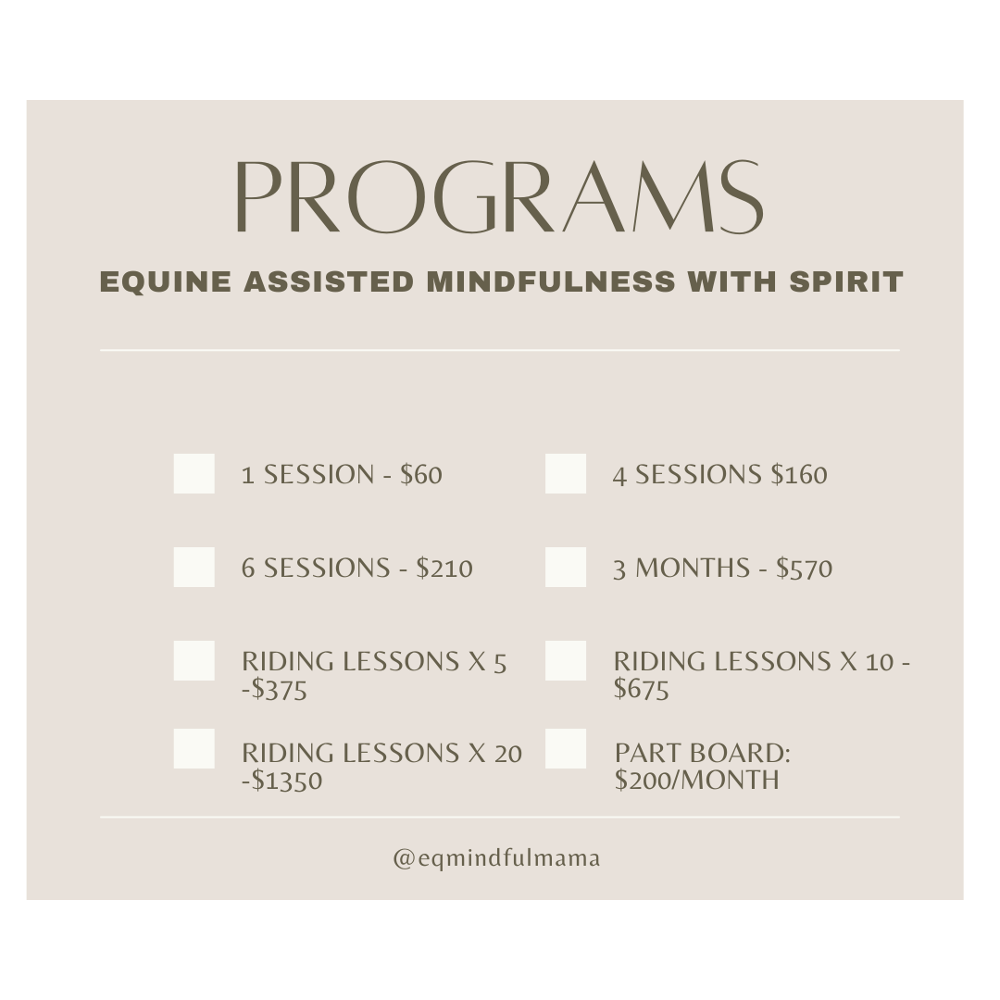 PROGRAMS
EQUINE ASSISTED MINDFULNESS WITH SPIRIT
1 SESSION - $60
4 SESSIONS $160
6 SESSIONS - $210
3 MONTHS - $570
RIDING LESSONS X 5
-$375
RIDING LESSONS X 10 -
$675
RIDING LESSONS X 20
-$1350
PART BOARD:
$200/MONTH
@eqmindfulmama